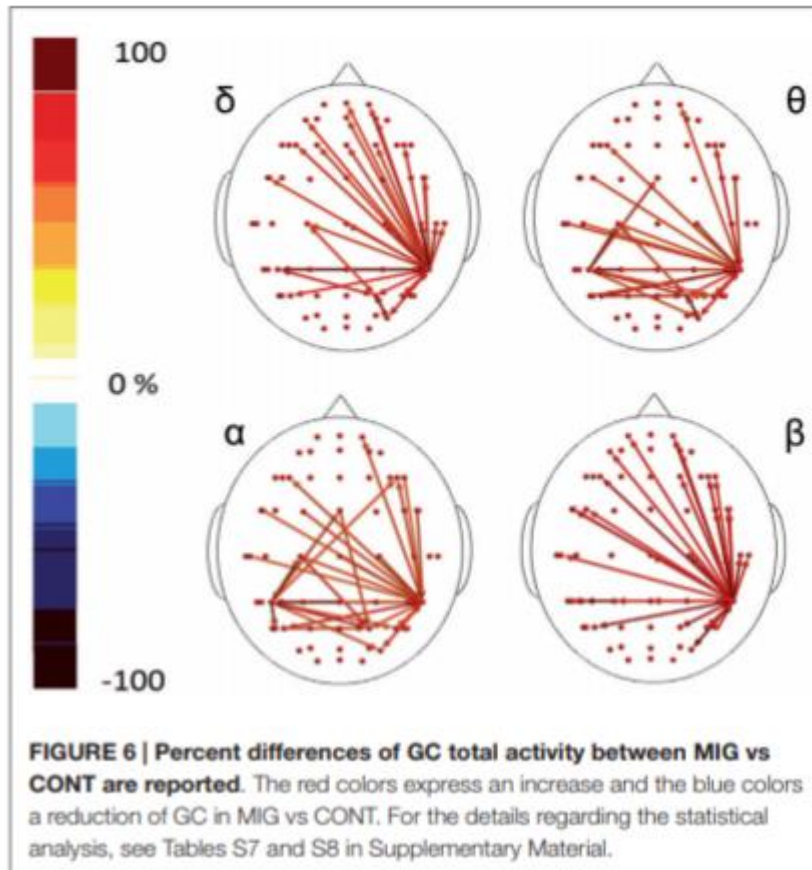 100
0 %
-100
δ
θ
α
β
FIGURE 6 | Percent differences of GC total activity between MIG vs
CONT are reported. The red colors express an increase and the blue colors
a reduction of GC in MIG vs CONT. For the details regarding the statistical
analysis, see Tables S7 and S8 in Supplementary Material.